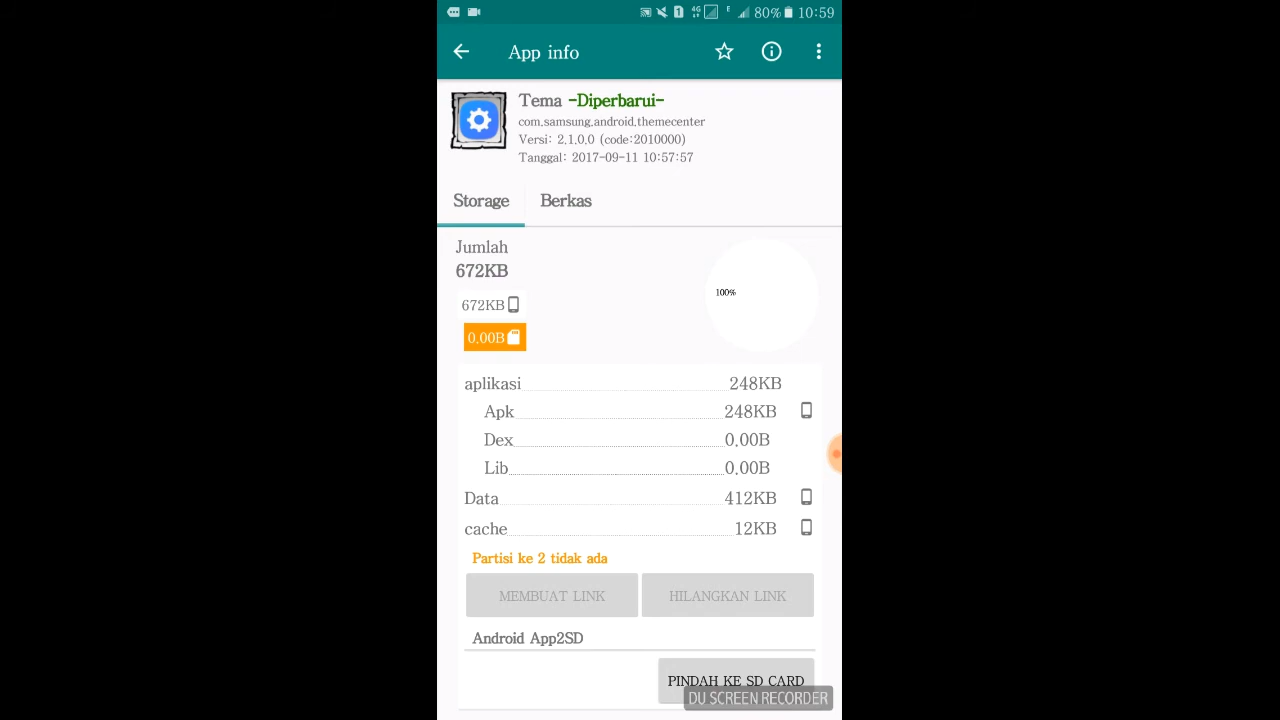 4G 1 E 80% 10:59
App info
Tema -Diperbarui-
com.samsung.android.themecenter
Versi: 2.1.0.0 (code:2010000)
Tanggal: 2017-09-11 10:57:57
Storage Berkas
Jumlah
672KB
672KB
0.00B
100%
aplikasi 248KB
Apk 248KB
Dex 0.00B
Lib 0.00B
Data 412KB
cache 12KB
Partisi ke 2 tidak ada
MEMBUAT LINK HILANGKAN LINK
Android App2SD
PINDAH KE SD CARD
DU SCREEN RECORDER